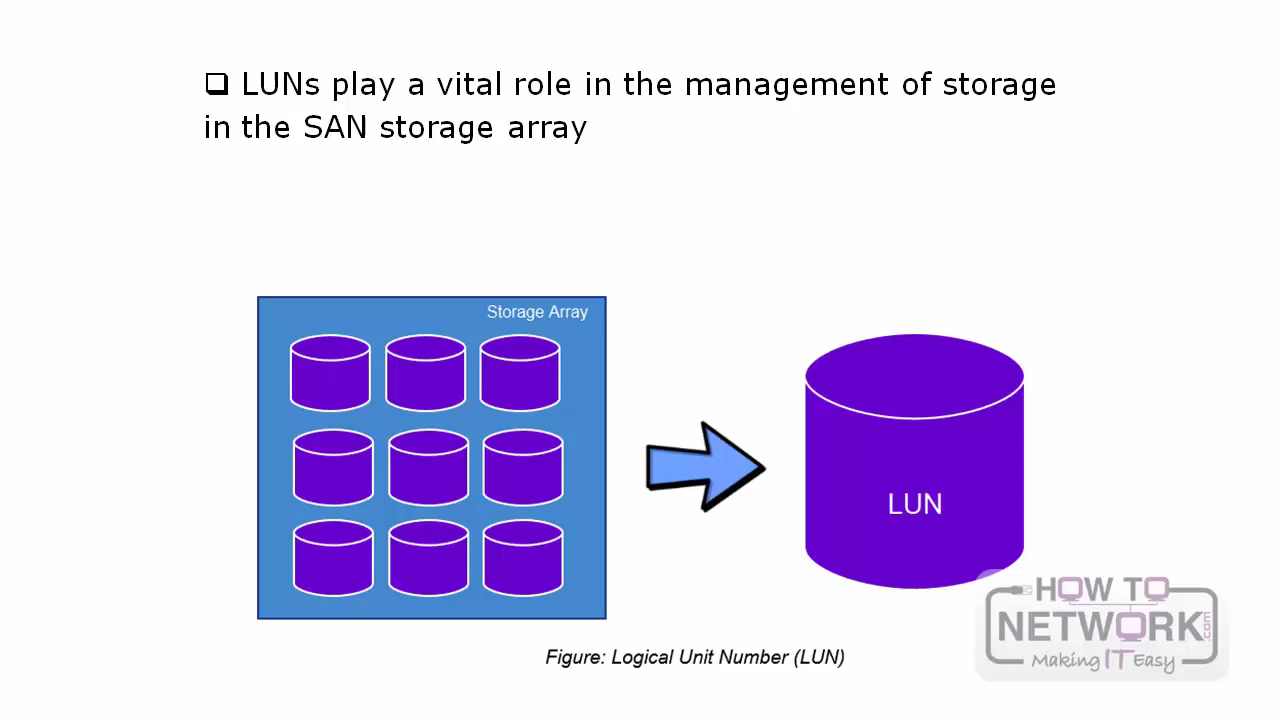 ❑ LUNs play a vital role in the management of storage
in the SAN storage array
Storage Array
LUN
HOW TO
NETWORK.com
Making IT Easy
Figure: Logical Unit Number (LUN)